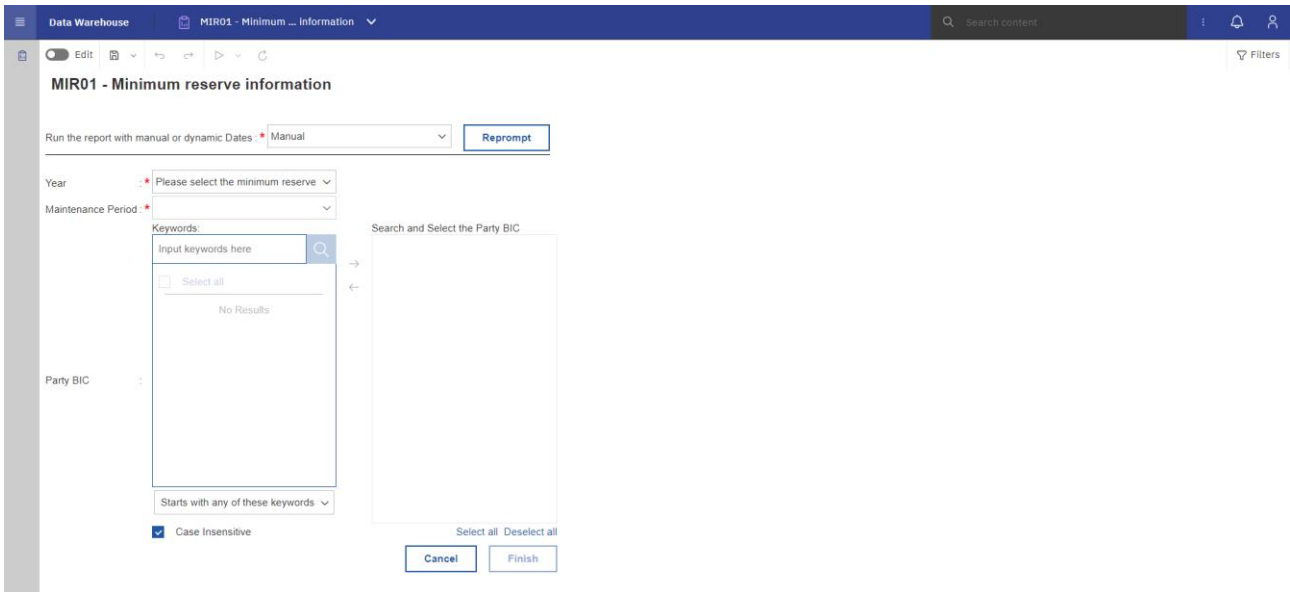 Data Warehouse
MIR01 - Minimum ... information
Search content
Edit
Filters
MIR01 - Minimum reserve information
Run the report with manual or dynamic Dates : * Manual
Reprompt
Year : * Please select the minimum reserve
Maintenance Period : *
Keywords:
Search and Select the Party BIC
Input keywords here
Select all
No Results
Party BIC :
Starts with any of these keywords
Case Insensitive
Select all Deselect all
Cancel
Finish